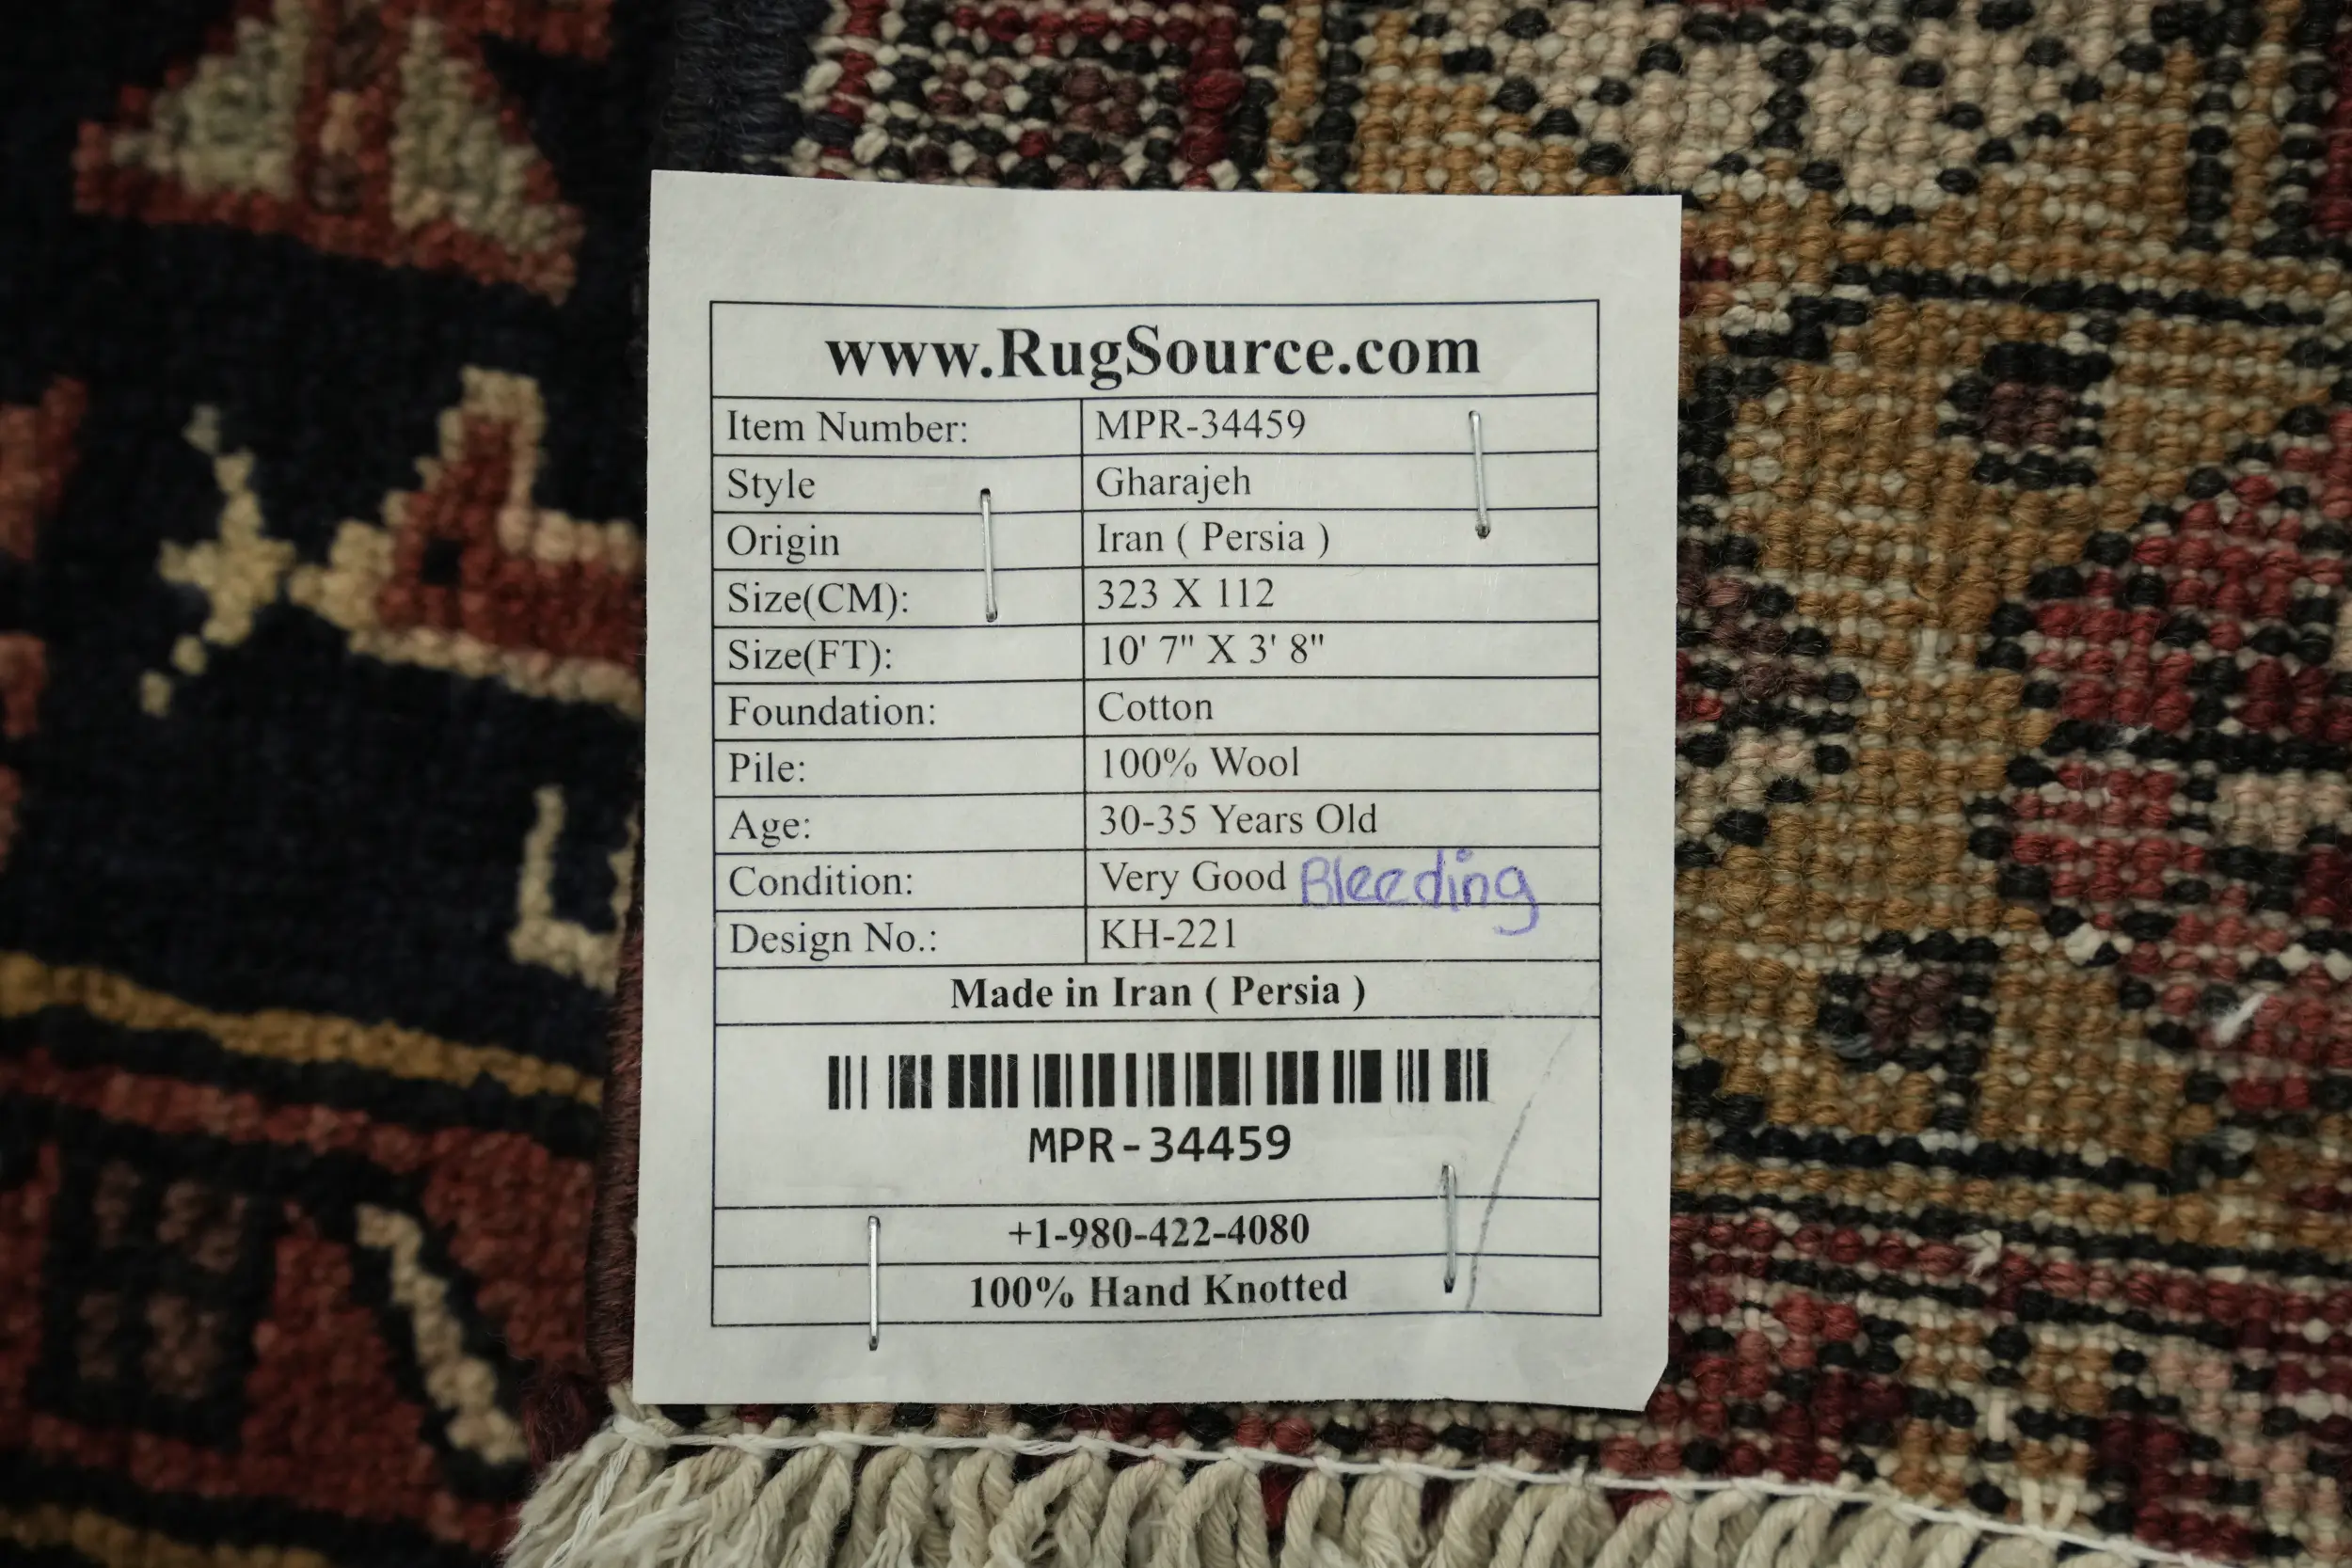 www.RugSource.com
Item Number: MPR-34459
Style Gharajeh
Origin Iran ( Persia )
Size(CM): 323 X 112
Size(FT): 10' 7" X 3' 8"
Foundation: Cotton
Pile: 100% Wool
Age: 30-35 Years Old
Condition: Very Good Bleeding
Design No.: KH-221
Made in Iran ( Persia )
MPR-34459
+1-980-422-4080
100% Hand Knotted